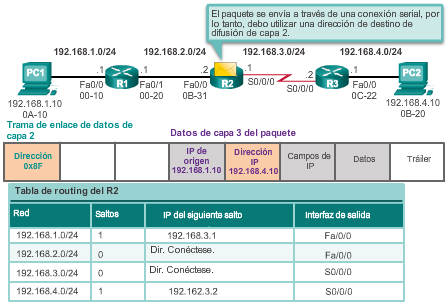 El paquete se envía a través de una conexión serial, por
lo tanto, debo utilizar una dirección de destino de
difusión de capa 2.
192.168.1.0/24
192.168.2.0/24
192.168.3.0/24
192.168.4.0/24
PC1
.1
R1
.1
.2
R2
.1
.2
R3
.1
PC2
Fa0/0
00-10
Fa0/1
00-20
Fa0/0
0B-31
S0/0/0
S0/0/0
Fa0/0
0C-22
192.168.1.10
0A-10
192.168.4.10
0B-20
Trama de enlace de datos de
capa 2
Datos de capa 3 del paquete
Dirección
0x8F
IP de
origen
192.168.1.10
Dirección
IP
192.168.4.10
Campos de
IP
Datos
Tráiler
Tabla de routing del R2
Red Saltos IP del siguiente salto Interfaz de salida
192.168.1.0/24 1 192.168.3.1 Fa/0/0
192.168.2.0/24 0 Dir. Conéctese. Fa/0/0
192.168.3.0/24 0 Dir. Conéctese. S0/0/0
192.168.4.0/24 1 192.162.3.2 S0/0/0